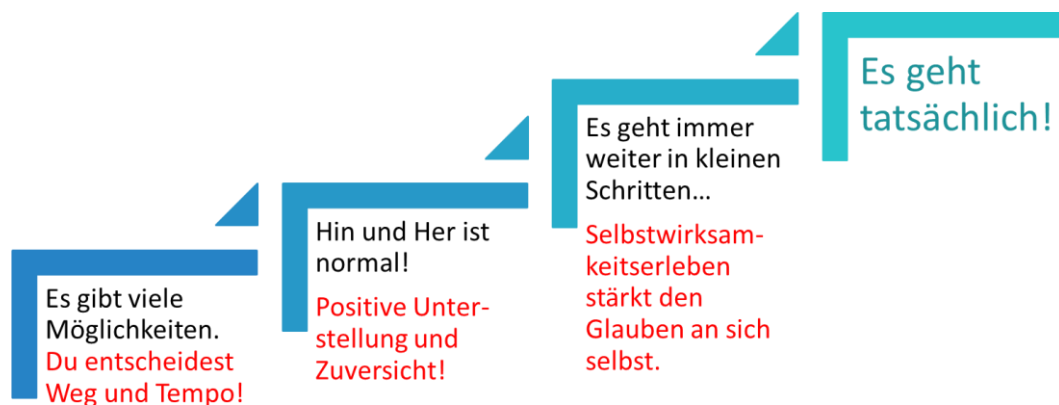 Es gibt viele
Möglichkeiten.
Du entscheidest
Weg und Tempo!
Hin und Her ist
normal!
Positive Unter-
stellung und
Zuversicht!
Es geht immer
weiter in kleinen
Schritten…
Selbstwirksam-
keitserleben
stärkt den
Glauben an sich
selbst.
Es geht
tatsächlich!